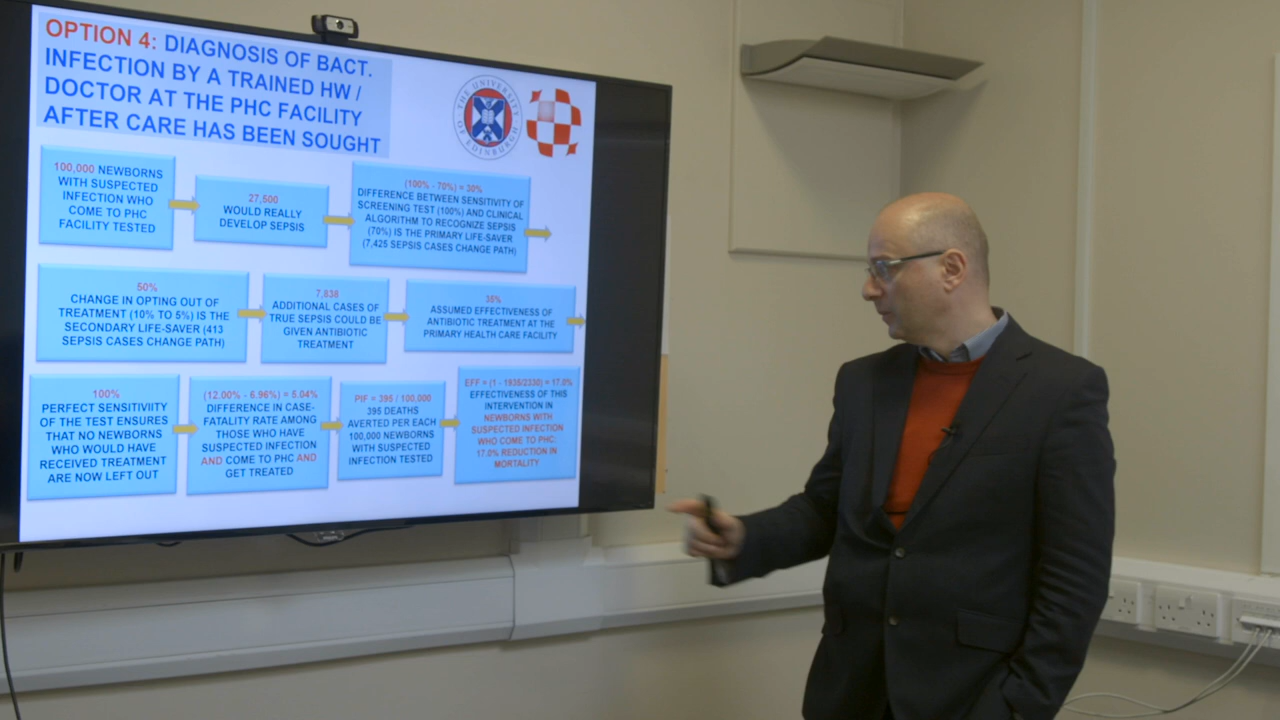 OPTION 4: DIAGNOSIS OF BACT.
INFECTION BY A TRAINED HW /
DOCTOR AT THE PHC FACILITY
AFTER CARE HAS BEEN SOUGHT
THE UNIVERSITY
OF EDINBURGH
100,000 NEWBORNS
WITH SUSPECTED
INFECTION WHO
COME TO PHC
FACILITY TESTED
27,500
WOULD REALLY
DEVELOP SEPSIS
(100% - 70%) = 30%
DIFFERENCE BETWEEN SENSITIVITY OF
SCREENING TEST (100%) AND CLINICAL
ALGORITHM TO RECOGNIZE SEPSIS
(70%) IS THE PRIMARY LIFE-SAVER
(7,425 SEPSIS CASES CHANGE PATH)
50%
CHANGE IN OPTING OUT OF
TREATMENT (10% TO 5%) IS THE
SECONDARY LIFE-SAVER (413
SEPSIS CASES CHANGE PATH)
7,838
ADDITIONAL CASES OF
TRUE SEPSIS COULD BE
GIVEN ANTIBIOTIC
TREATMENT
35%
ASSUMED EFFECTIVENESS OF
ANTIBIOTIC TREATMENT AT THE
PRIMARY HEALTH CARE FACILITY
100%
PERFECT SENSITIVIITY
OF THE TEST ENSURES
THAT NO NEWBORNS
WHO WOULD HAVE
RECEIVED TREATMENT
ARE NOW LEFT OUT
(12.00% - 6.96%) = 5.04%
DIFFERENCE IN CASE-
FATALITY RATE AMONG
THOSE WHO HAVE
SUSPECTED INFECTION
AND COME TO PHC AND
GET TREATED
PIF = 395 / 100,000
395 DEATHS
AVERTED PER EACH
100,000 NEWBORNS
WITH SUSPECTED
INFECTION TESTED
EFF = (1 - 1935/2330) = 17.0%
EFFECTIVENESS OF THIS
INTERVENTION IN
NEWBORNS WITH
SUSPECTED INFECTION
WHO COME TO PHC:
17.0% REDUCTION IN
MORTALITY